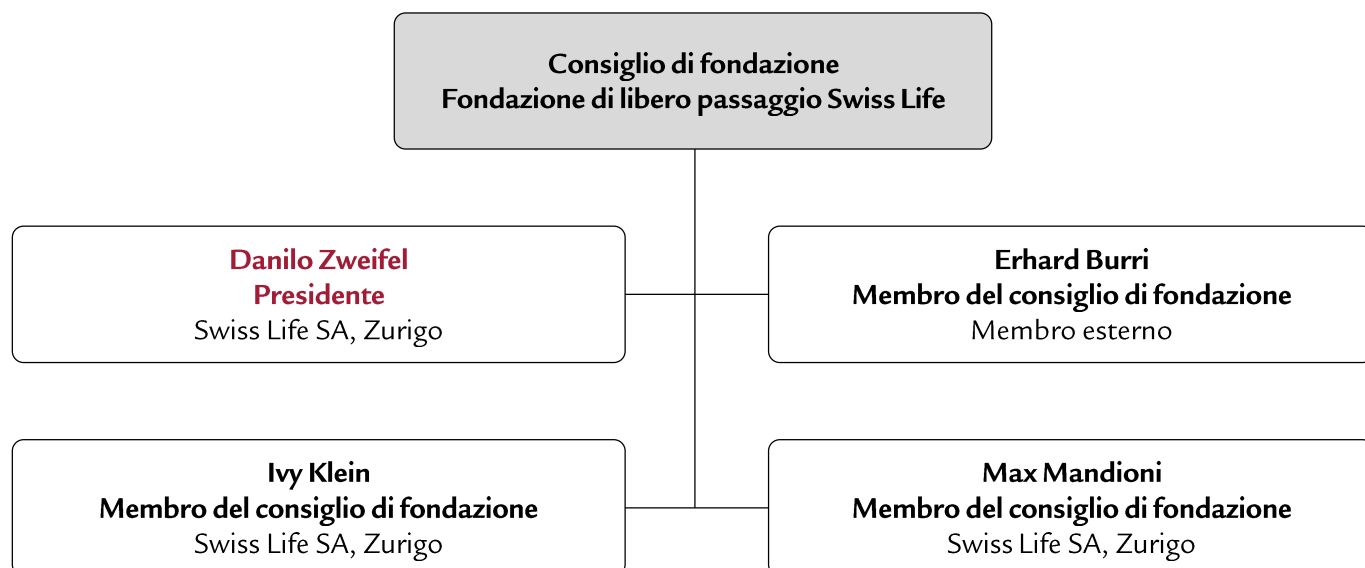 Consiglio di fondazione
Fondazione di libero passaggio Swiss Life
Danilo Zweifel
Presidente
Swiss Life SA, Zurigo
Erhard Burri
Membro del consiglio di fondazione
Membro esterno
Ivy Klein
Membro del consiglio di fondazione
Swiss Life SA, Zurigo
Max Mandioni
Membro del consiglio di fondazione
Swiss Life SA, Zurigo